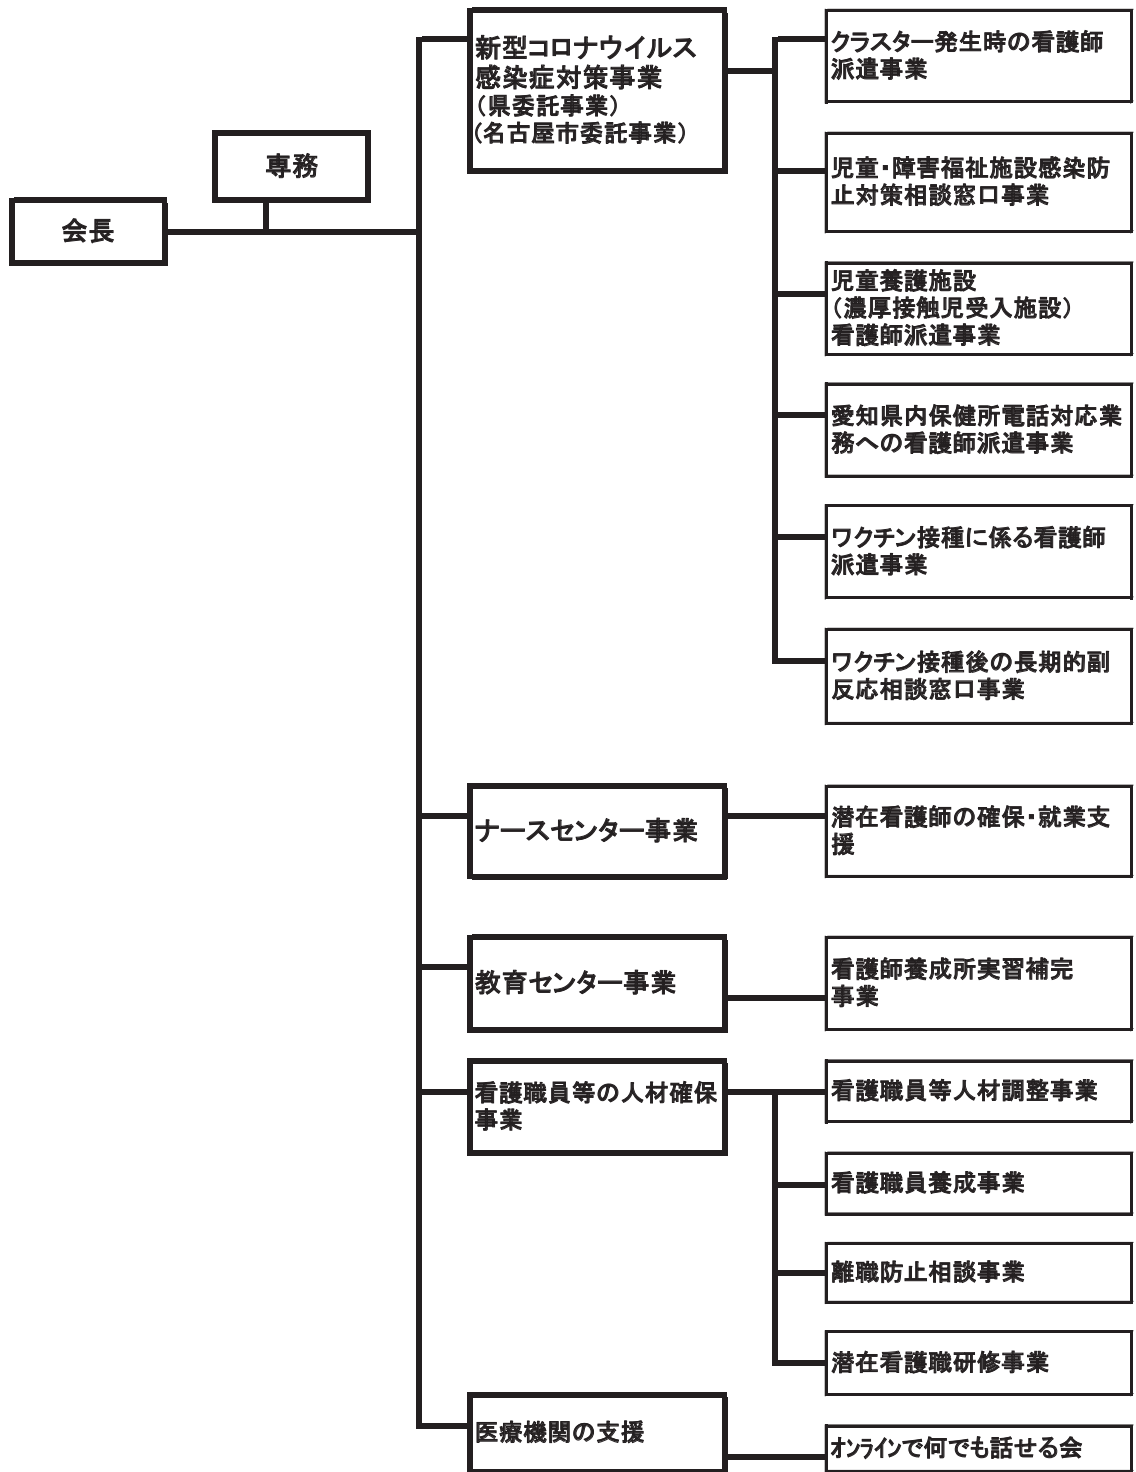 会長
専務
新型コロナウイルス
感染症対策事業
（県委託事業）
（名古屋市委託事業）
クラスター発生時の看護師
派遣事業
児童・障害福祉施設感染防
止対策相談窓口事業
児童養護施設
（濃厚接触児受入施設）
看護師派遣事業
愛知県内保健所電話対応業
務への看護師派遣事業
ワクチン接種に係る看護師
派遣事業
ワクチン接種後の長期的副
反応相談窓口事業
ナースセンター事業
潜在看護師の確保・就業支
援
教育センター事業
看護師養成所実習補完
事業
看護職員等の人材確保
事業
看護職員等人材調整事業
看護職員養成事業
離職防止相談事業
潜在看護職研修事業
医療機関の支援
オンラインで何でも話せる会